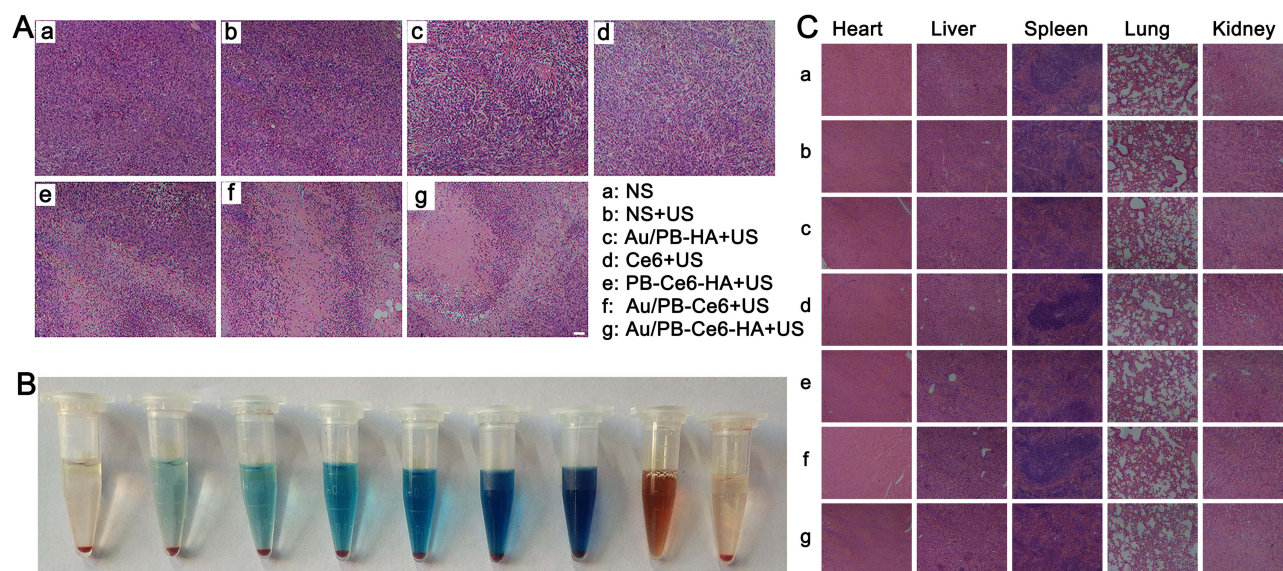 A
a
b
c
d
e
f
g
a: NS
b: NS+US
c: Au/PB-HA+US
d: Ce6+US
e: PB-Ce6-HA+US
f: Au/PB-Ce6+US
g: Au/PB-Ce6-HA+US
B
C
Heart Liver Spleen Lung Kidney
a
b
c
d
e
f
g